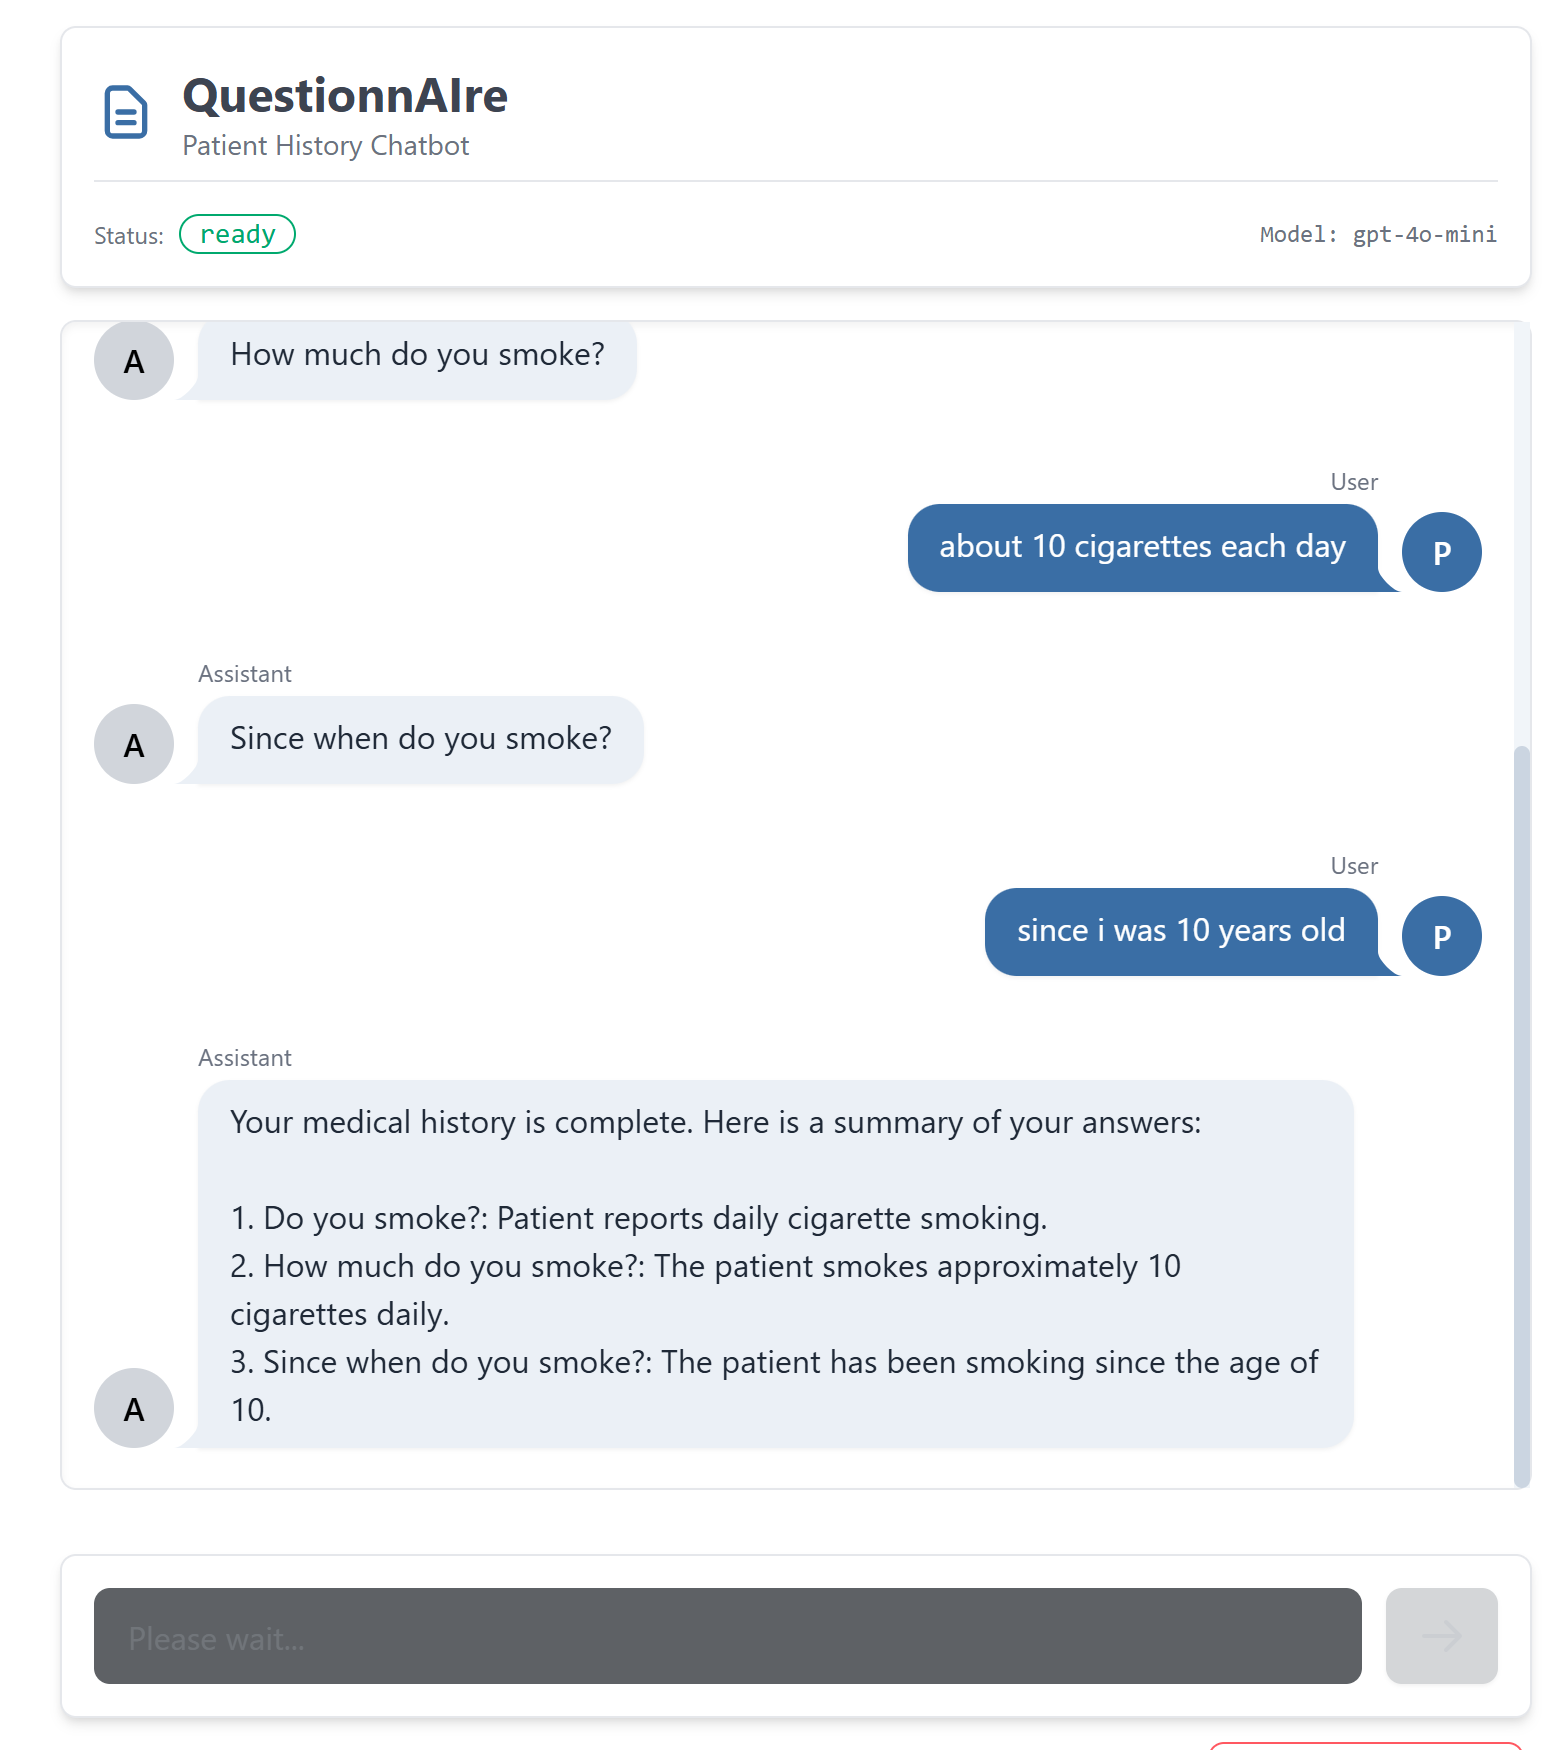 QuestionnAIre
Patient History Chatbot
Status: ready
Model: gpt-4o-mini
A
How much do you smoke?
User
about 10 cigarettes each day
P
Assistant
A
Since when do you smoke?
User
since i was 10 years old
P
Assistant
Your medical history is complete. Here is a summary of your answers:
1. Do you smoke?: Patient reports daily cigarette smoking.
2. How much do you smoke?: The patient smokes approximately 10
cigarettes daily.
3. Since when do you smoke?: The patient has been smoking since the age of
10.
A
Please wait...